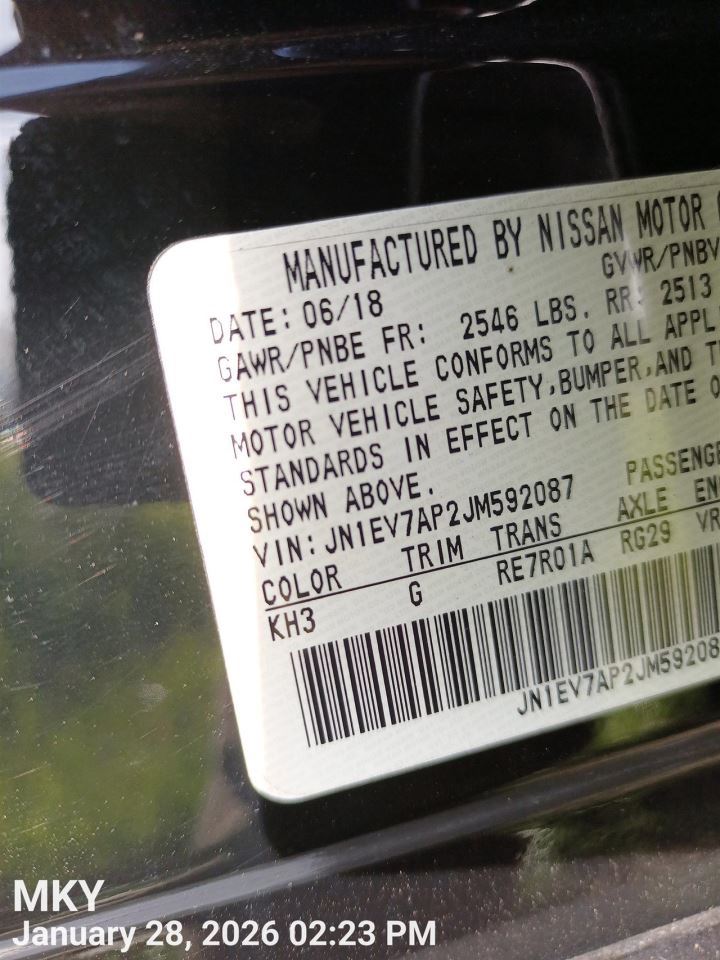 MANUFACTURED BY NISSAN MOTOR
GVWR/PNBV
DATE: 06/18
GAWR/PNBE FR: 2546 LBS. RR: 2513
THIS VEHICLE CONFORMS TO ALL APPL
MOTOR VEHICLE SAFETY,BUMPER,AND T
STANDARDS IN EFFECT ON THE DATE O
SHOWN ABOVE.
VIN:JN1EV7AP2JM592087 PASSENGE
COLOR TRIM TRANS AXLE EN
KH3 G RE7R01A RG29 VR
JN1EV7AP2JM59208
MKY
January 28, 2026 02:23 PM